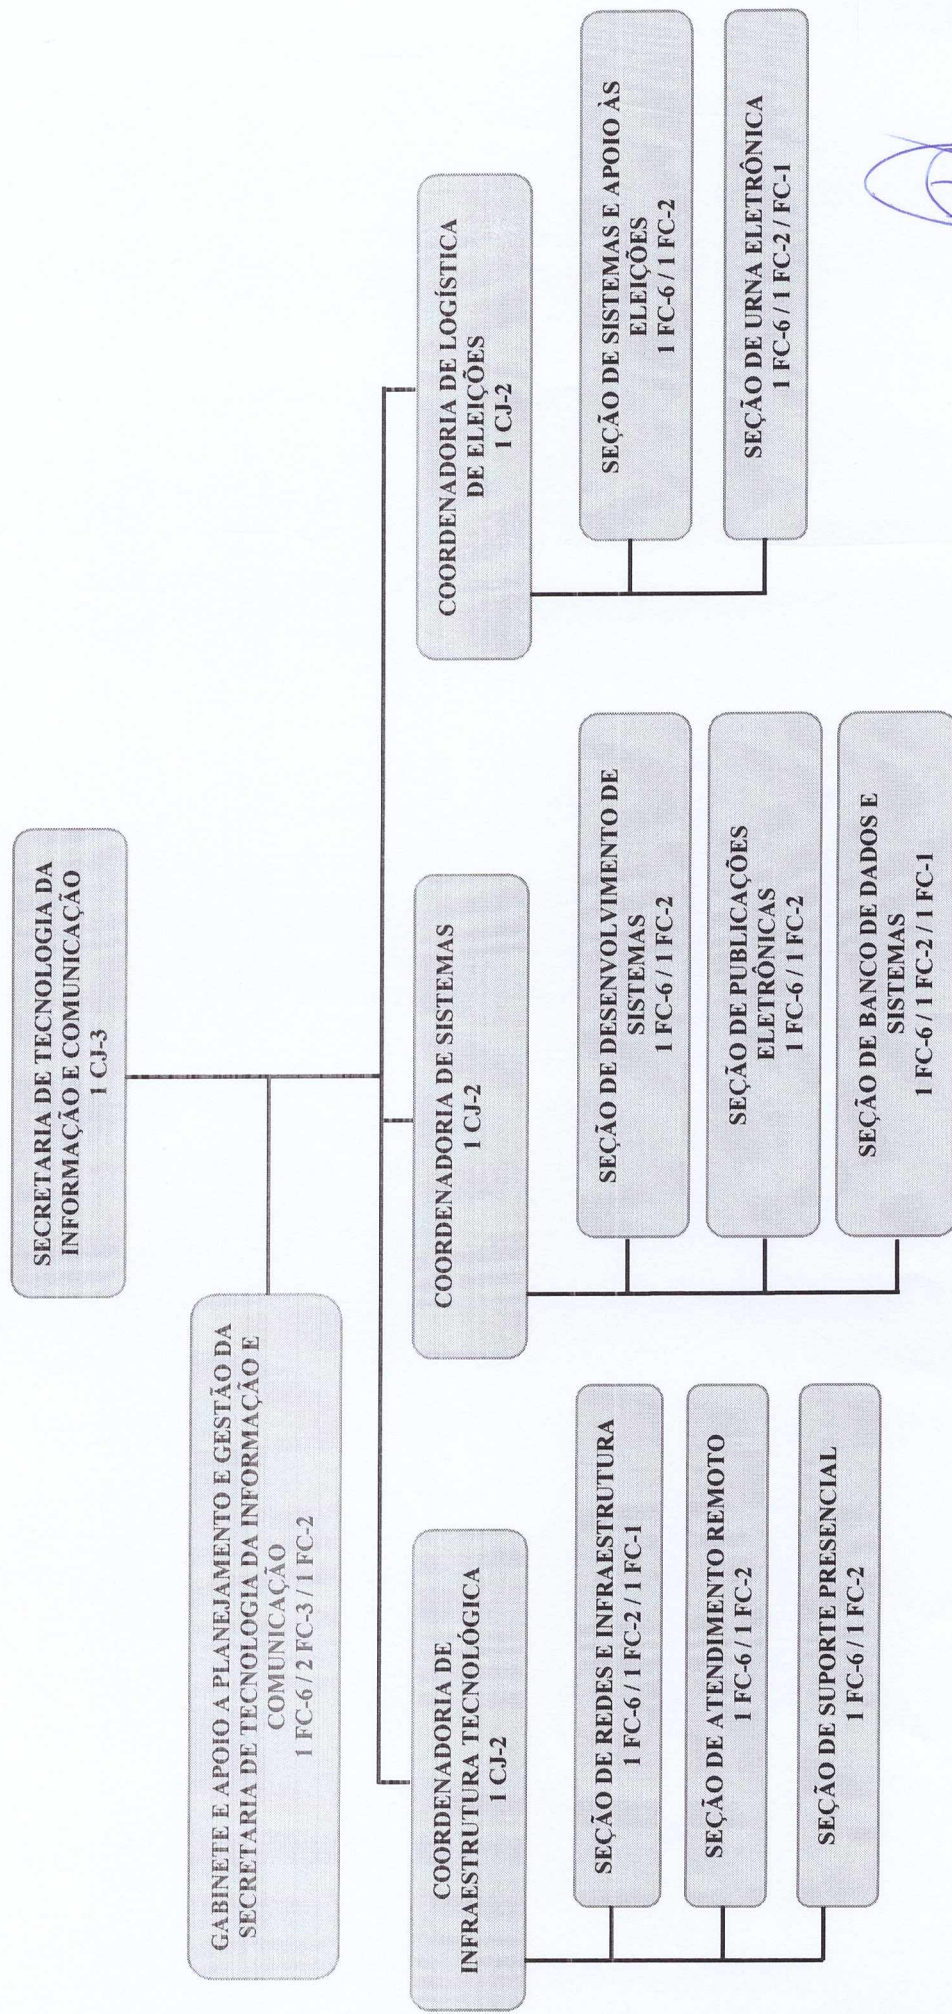 SECRETARIA DE TECNOLOGIA DA
INFORMAÇÃO E COMUNICAÇÃO
1 CJ-3
GABINETE E APOIO A PLANEJAMENTO E GESTÃO DA
SECRETARIA DE TECNOLOGIA DA INFORMAÇÃO E
COMUNICAÇÃO
1 FC-6 / 2 FC-3 / 1 FC-2
COORDENADORIA DE
INFRAESTRUTURA TECNOLÓGICA
1 CJ-2
SEÇÃO DE REDES E INFRAESTRUTURA
1 FC-6 / 1 FC-2 / 1 FC-1
SEÇÃO DE ATENDIMENTO REMOTO
1 FC-6 / 1 FC-2
SEÇÃO DE SUPORTE PRESENCIAL
1 FC-6 / 1 FC-2
COORDENADORIA DE SISTEMAS
1 CJ-2
SEÇÃO DE DESENVOLVIMENTO DE
SISTEMAS
1 FC-6 / 1 FC-2
SEÇÃO DE PUBLICAÇÕES
ELETRÔNICAS
1 FC-6 / 1 FC-2
SEÇÃO DE BANCO DE DADOS E
SISTEMAS
1 FC-6 / 1 FC-2 / 1 FC-1
COORDENADORIA DE LOGÍSTICA
DE ELEIÇÕES
1 CJ-2
SEÇÃO DE SISTEMAS E APOIO ÀS
ELEIÇÕES
1 FC-6 / 1 FC-2
SEÇÃO DE URNA ELETRÔNICA
1 FC-6 / 1 FC-2 / FC-1